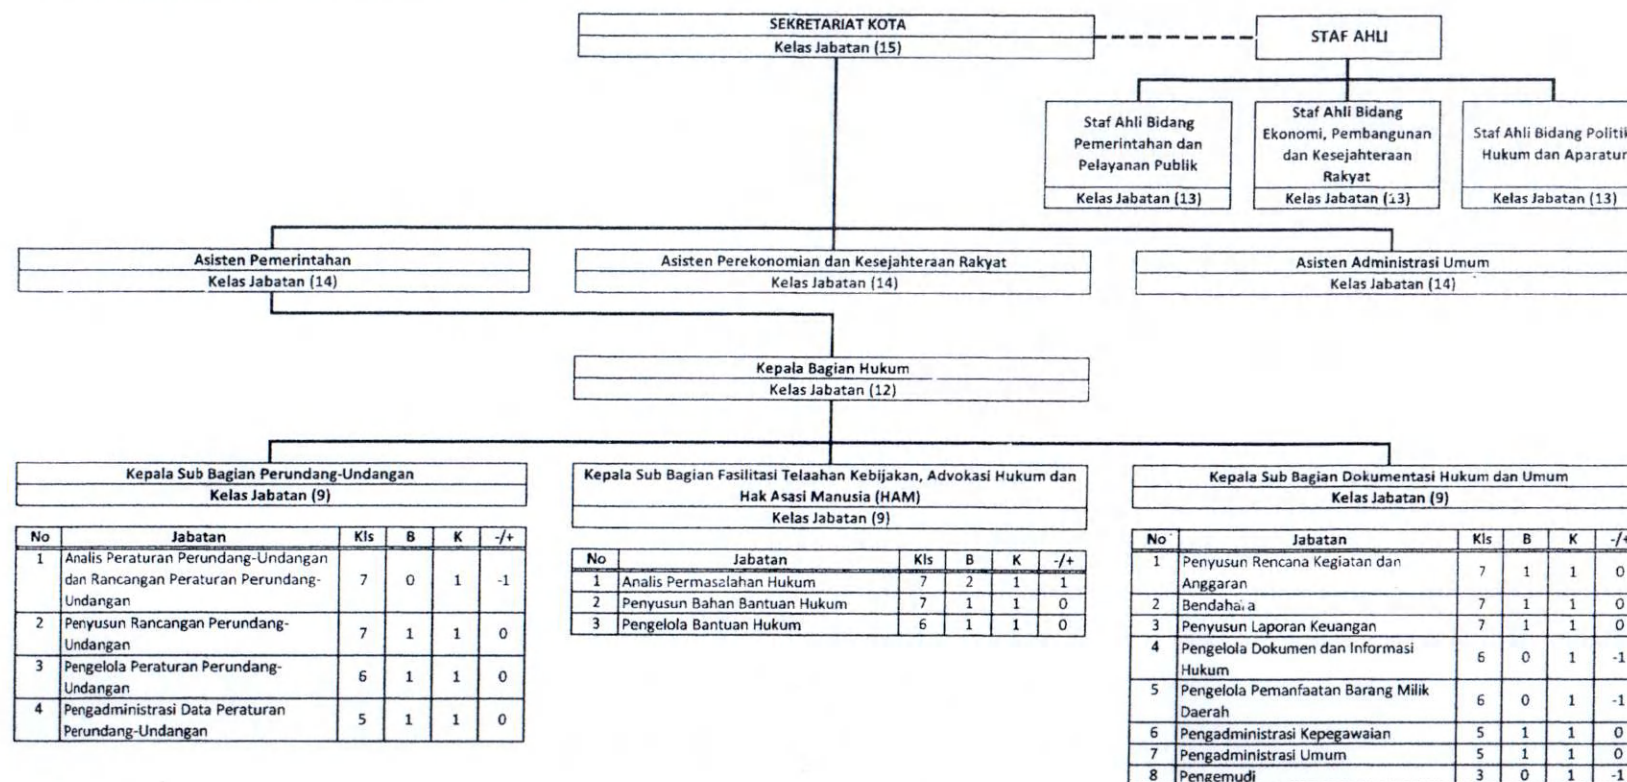 SEKRETARIAT KOTA
Kelas Jabatan (15)
STAF AHLI
Staf Ahli Bidang
Pemerintahan dan
Pelayanan Publik
Kelas Jabatan (13)
Staf Ahli Bidang
Ekonomi, Pembangunan
dan Kesejahteraan
Rakyat
Kelas Jabatan (13)
Staf Ahli Bidang Politik
Hukum dan Aparatur
Kelas Jabatan (13)
Asisten Pemerintahan
Kelas Jabatan (14)
Asisten Perekonomian dan Kesejahteraan Rakyat
Kelas Jabatan (14)
Asisten Administrasi Umum
Kelas Jabatan (14)
Kepala Bagian Hukum
Kelas Jabatan (12)
Kepala Sub Bagian Perundang-Undangan
Kelas Jabatan (9)
No Jabatan Kls B K -/+
1 Analis Peraturan Perundang-Undangan
dan Rancangan Peraturan Perundang- 7 0 1 -1
Undangan
2 Penyusun Rancangan Perundang- 7 1 1 0
Undangan
3 Pengelola Peraturan Perundang- 6 1 1 0
Undangan
4 Pengadministrasi Data Peraturan 5 1 1 0
Perundang-Undangan
Kepala Sub Bagian Fasilitasi Telaahan Kebijakan, Advokasi Hukum dan
Hak Asasi Manusia (HAM)
Kelas Jabatan (9)
No Jabatan Kls B K -/+
1 Analis Permasalahan Hukum 7 2 1 1
2 Penyusun Bahan Bantuan Hukum 7 1 1 0
3 Pengelola Bantuan Hukum 6 1 1 0
Kepala Sub Bagian Dokumentasi Hukum dan Umum
Kelas Jabatan (9)
No Jabatan Kls B K -/+
1 Penyusun Rencana Kegiatan dan 7 1 1 0
Anggaran
2 Bendahara 7 1 1 0
3 Penyusun Laporan Keuangan 7 1 1 0
4 Pengelola Dokumen dan Informasi 6 0 1 -1
Hukum
5 Pengelola Pemanfaatan Barang Milik 6 0 1 -1
Daerah
6 Pengadministrasi Kepegawaian 5 1 1 0
7 Pengadministrasi Umum 5 1 1 0
8 Pengemudi 3 0 1 -1